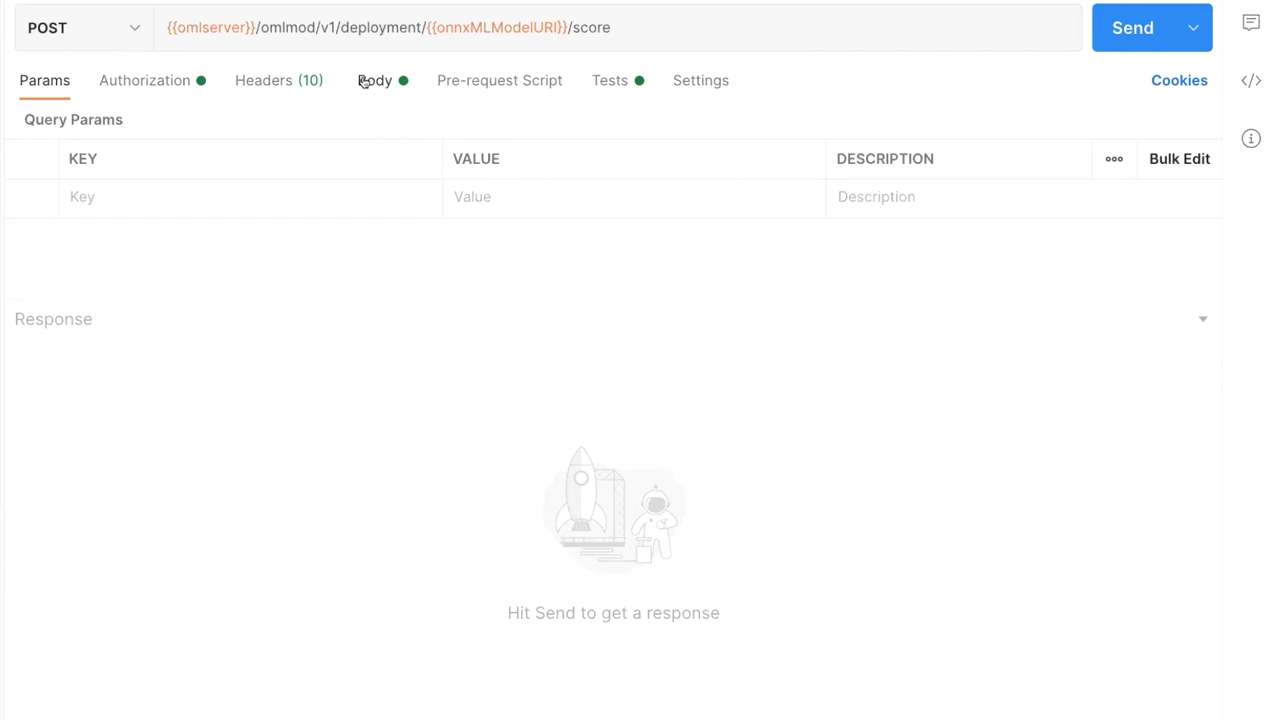 POST {{omlserver}}/omlmod/v1/deployment/{{onnxMLModelURI}}/score Send
Params Authorization Headers (10) Body Pre-request Script Tests Settings Cookies </>
Query Params
KEY VALUE DESCRIPTION ooo Bulk Edit
Key Value Description
Response
Hit Send to get a response